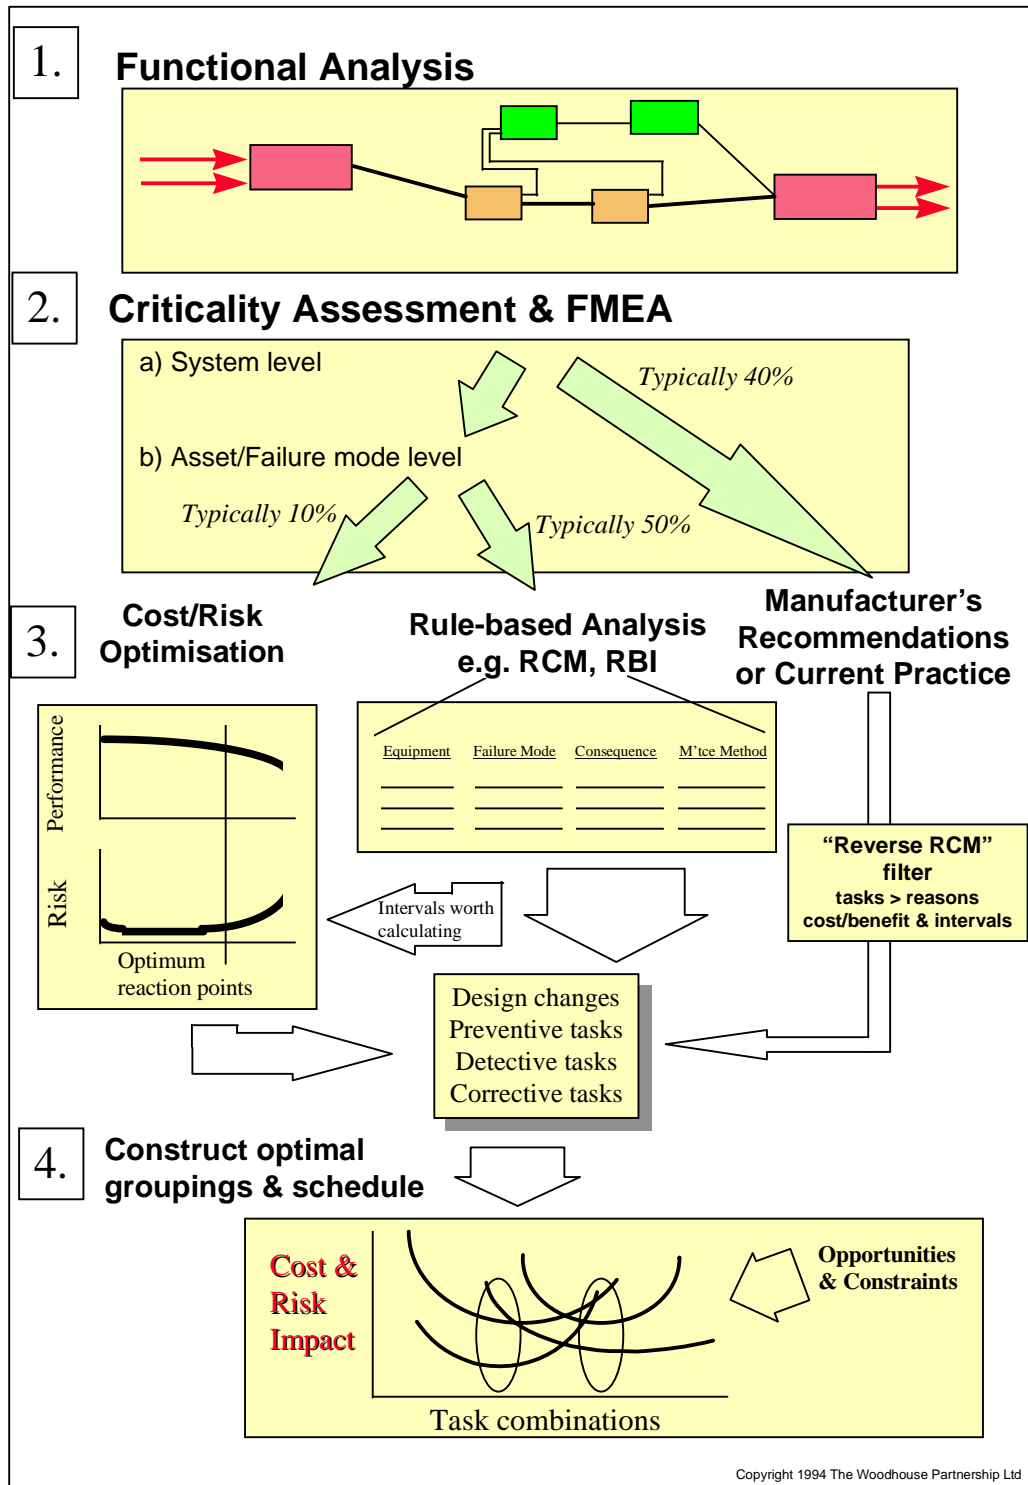 1.
Functional Analysis
2.
Criticality Assessment & FMEA
a) System level
Typically 40%
b) Asset/Failure mode level
Typically 10%
Typically 50%
3.
Cost/Risk
Optimisation
Rule-based Analysis
e.g. RCM, RBI
Manufacturer's
Recommendations
or Current Practice
Performance
Risk
Optimum
reaction points
Equipment
Failure Mode
Consequence
M'tce Method
Intervals worth
calculating
“Reverse RCM”
filter
tasks > reasons
cost/benefit & intervals
Design changes
Preventive tasks
Detective tasks
Corrective tasks
4.
Construct optimal
groupings & schedule
Cost &
Risk
Impact
Opportunities
& Constraints
Task combinations
Copyright 1994 The Woodhouse Partnership Ltd